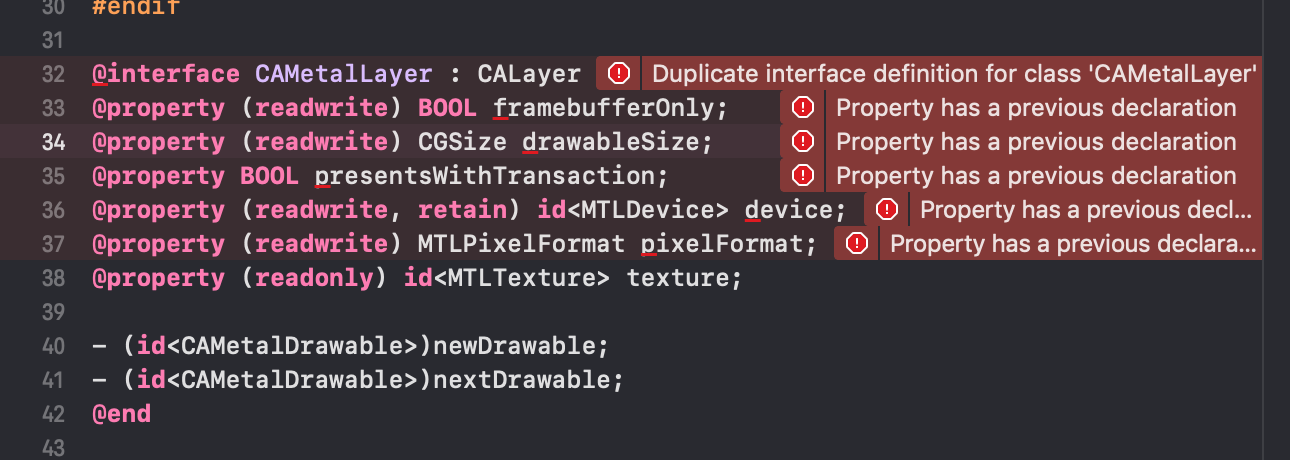 30 #endif
31
32 @interface CAMetalLayer : CALayer Duplicate interface definition for class 'CAMetalLayer'
33 @property (readwrite) BOOL framebufferOnly; Property has a previous declaration
34 @property (readwrite) CGSize drawableSize; Property has a previous declaration
35 @property BOOL presentsWithTransaction; Property has a previous declaration
36 @property (readwrite, retain) id<MTLDevice> device; Property has a previous decl...
37 @property (readwrite) MTLPixelFormat pixelFormat; Property has a previous declara...
38 @property (readonly) id<MTLTexture> texture;
39
40 - (id<CAMetalDrawable>)newDrawable;
41 - (id<CAMetalDrawable>)nextDrawable;
42 @end
43